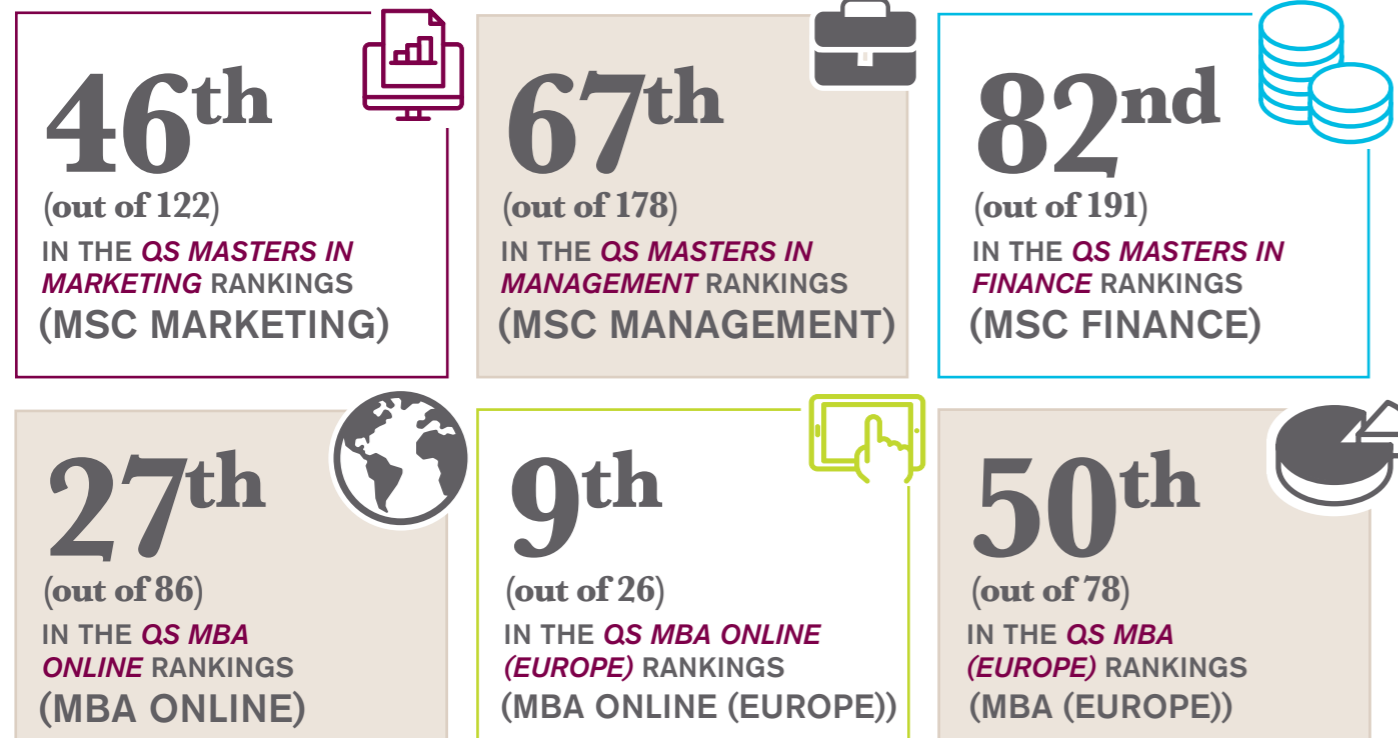 46th
(out of 122)
IN THE QS MASTERS IN
MARKETING RANKINGS
(MSC MARKETING)
67th
(out of 178)
IN THE QS MASTERS IN
MANAGEMENT RANKINGS
(MSC MANAGEMENT)
82nd
(out of 191)
IN THE QS MASTERS IN
FINANCE RANKINGS
(MSC FINANCE)
27th
(out of 86)
IN THE QS MBA
ONLINE RANKINGS
(MBA ONLINE)
9th
(out of 26)
IN THE QS MBA ONLINE
(EUROPE) RANKINGS
(MBA ONLINE (EUROPE))
50th
(out of 78)
IN THE QS MBA
(EUROPE) RANKINGS
(MBA (EUROPE))